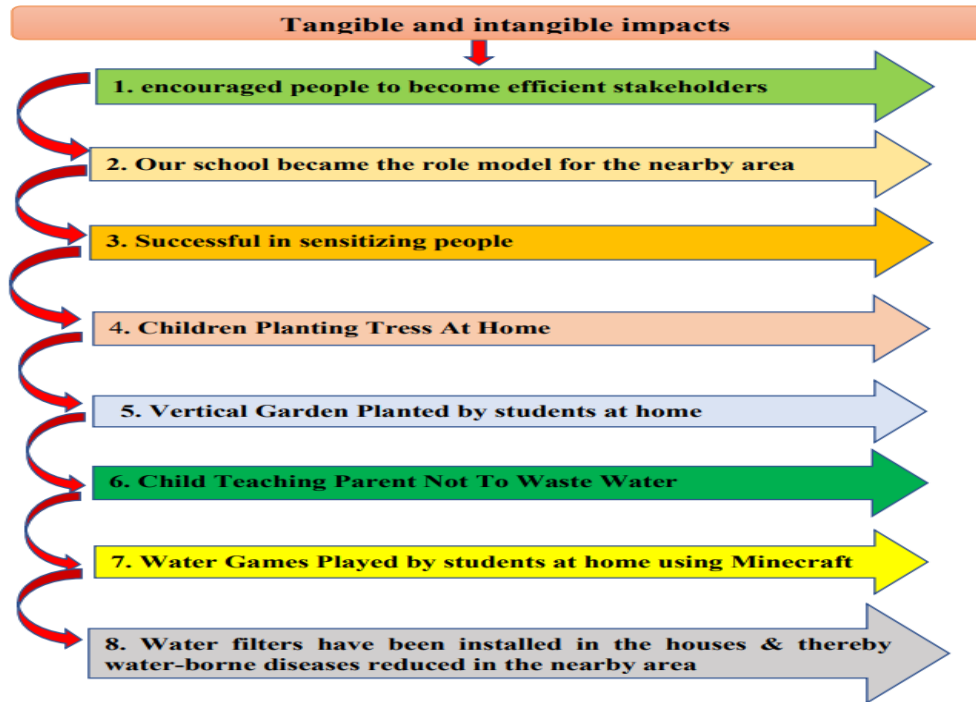 Tangible and intangible impacts
1. encouraged people to become efficient stakeholders
2. Our school became the role model for the nearby area
3. Successful in sensitizing people
4. Children Planting Tress At Home
5. Vertical Garden Planted by students at home
6. Child Teaching Parent Not To Waste Water
7. Water Games Played by students at home using Minecraft
8. Water filters have been installed in the houses & thereby
water-borne diseases reduced in the nearby area